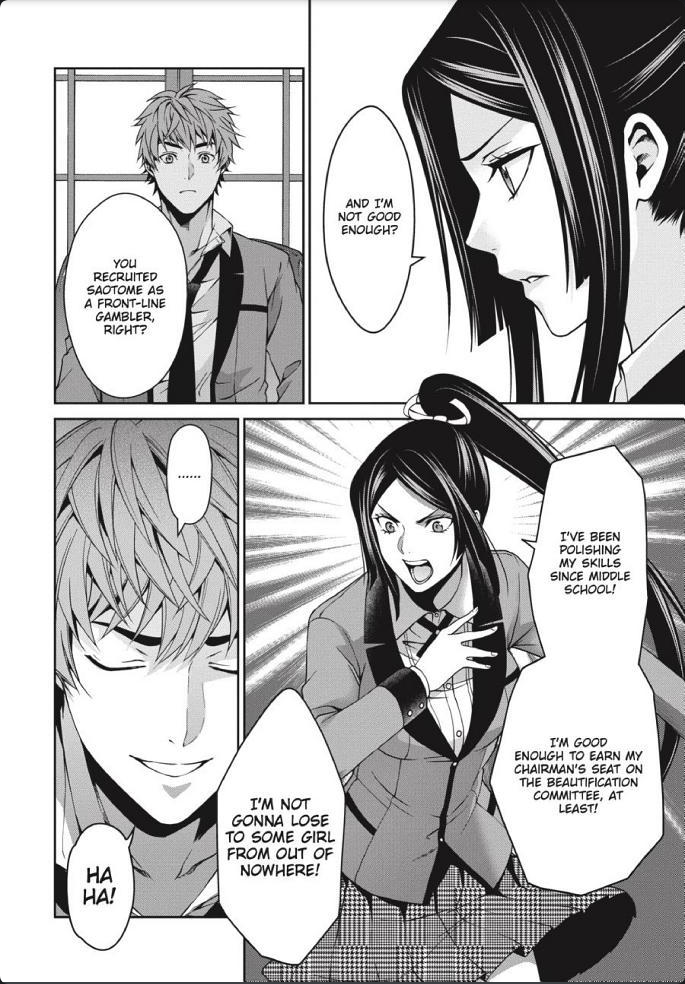 AND I'M
NOT GOOD
ENOUGH?
YOU
RECRUITED
SAOTOME AS
A FRONT-LINE
GAMBLER,
RIGHT?
I'VE BEEN
POLISHING
MY SKILLS
SINCE MIDDLE
SCHOOL!
I'M GOOD
ENOUGH TO EARN MY
CHAIRMAN'S SEAT ON
THE BEAUTIFICATION
COMMITTEE, AT
LEAST!
I'M NOT
GONNA LOSE
TO SOME GIRL
FROM OUT OF
NOWHERE!
......
HA
HA!